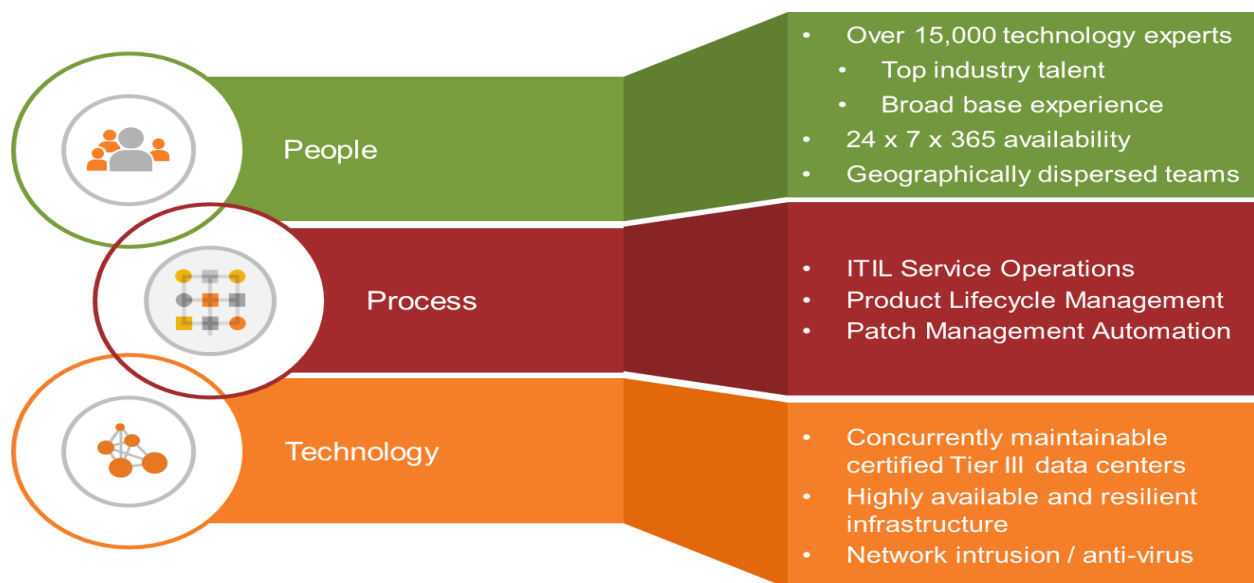 People
• Over 15,000 technology experts
• Top industry talent
• Broad base experience
• 24 x 7 x 365 availability
• Geographically dispersed teams
Process
• ITIL Service Operations
• Product Lifecycle Management
• Patch Management Automation
Technology
• Concurrently maintainable
certified Tier III data centers
• Highly available and resilient
infrastructure
• Network intrusion / anti-virus